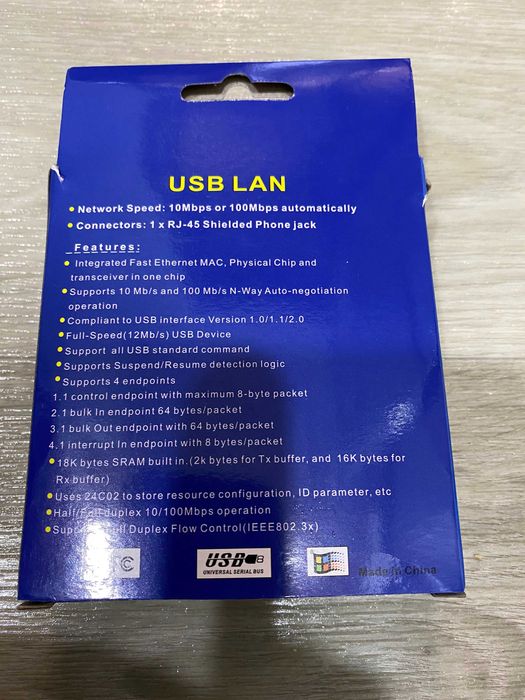 USB LAN
Network Speed: 10Mbps or 100Mbps automatically
Connectors: 1 x RJ-45 Shielded Phone jack
Features:
Integrated Fast Ethernet MAC, Physical Chip and
transceiver in one chip
Supports 10 Mb/s and 100 Mb/s N-Way Auto-negotiation
operation
Compliant to USB interface Version 1.0/1.1/2.0
Full-Speed(12Mb/s) USB Device
Support all USB standard command
Supports Suspend/Resume detection logic
Supports 4 endpoints
1.1 control endpoint with maximum 8-byte packet
2.1 bulk In endpoint 64 bytes/packet
3.1 bulk Out endpoint with 64 bytes/packet
4.1 interrupt In endpoint with 8 bytes/packet
18K bytes SRAM built in.(2k bytes for Tx buffer, and 16K bytes for
Rx buffer)
Uses 24C02 to store resource configuration, ID parameter, etc
Half/Full duplex 10/100Mbps operation
Duplex Flow Control(IEEE802.3x)
USB
UNIVERSAL SERIAL BUS
Made in China